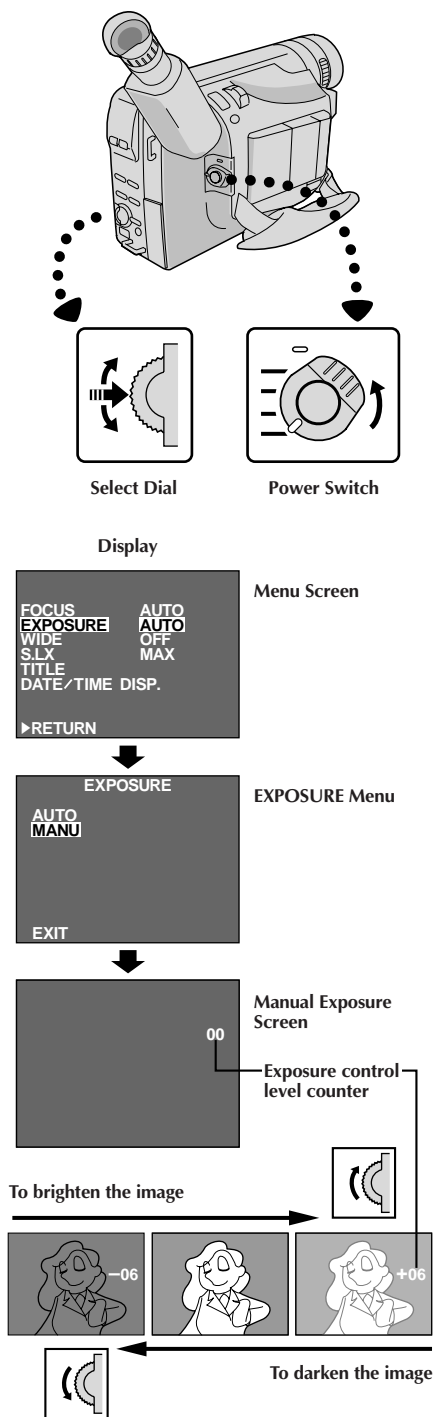 Select Dial
Power Switch
Display
Menu Screen
FOCUS AUTO
EXPOSURE AUTO
WIDE OFF
S.LX MAX
TITLE
DATE/TIME DISP.
▶RETURN
EXPOSURE Menu
EXPOSURE
AUTO
MANU
EXIT
Manual Exposure
Screen
00
Exposure control
level counter
To brighten the image
–06
+06
To darken the image